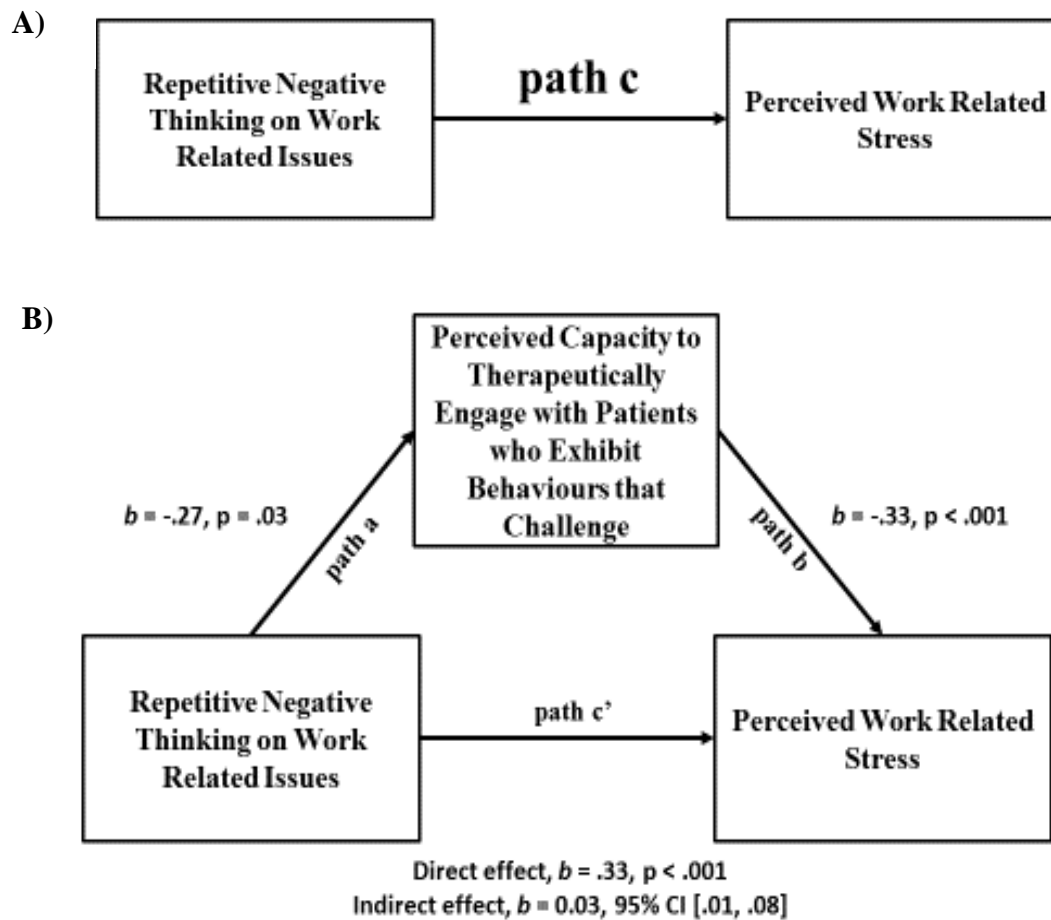 A)
Repetitive Negative
Thinking on Work
Related Issues
path c
Perceived Work Related
Stress
B)
Perceived Capacity to
Therapeutically
Engage with Patients
who Exhibit
Behaviours that
Challenge
b = -.27, p = .03
path a
path b
b = -.33, p < .001
Repetitive Negative
Thinking on Work
Related Issues
path c’
Perceived Work Related
Stress
Direct effect, b = .33, p < .001
Indirect effect, b = 0.03, 95% CI [.01, .08]